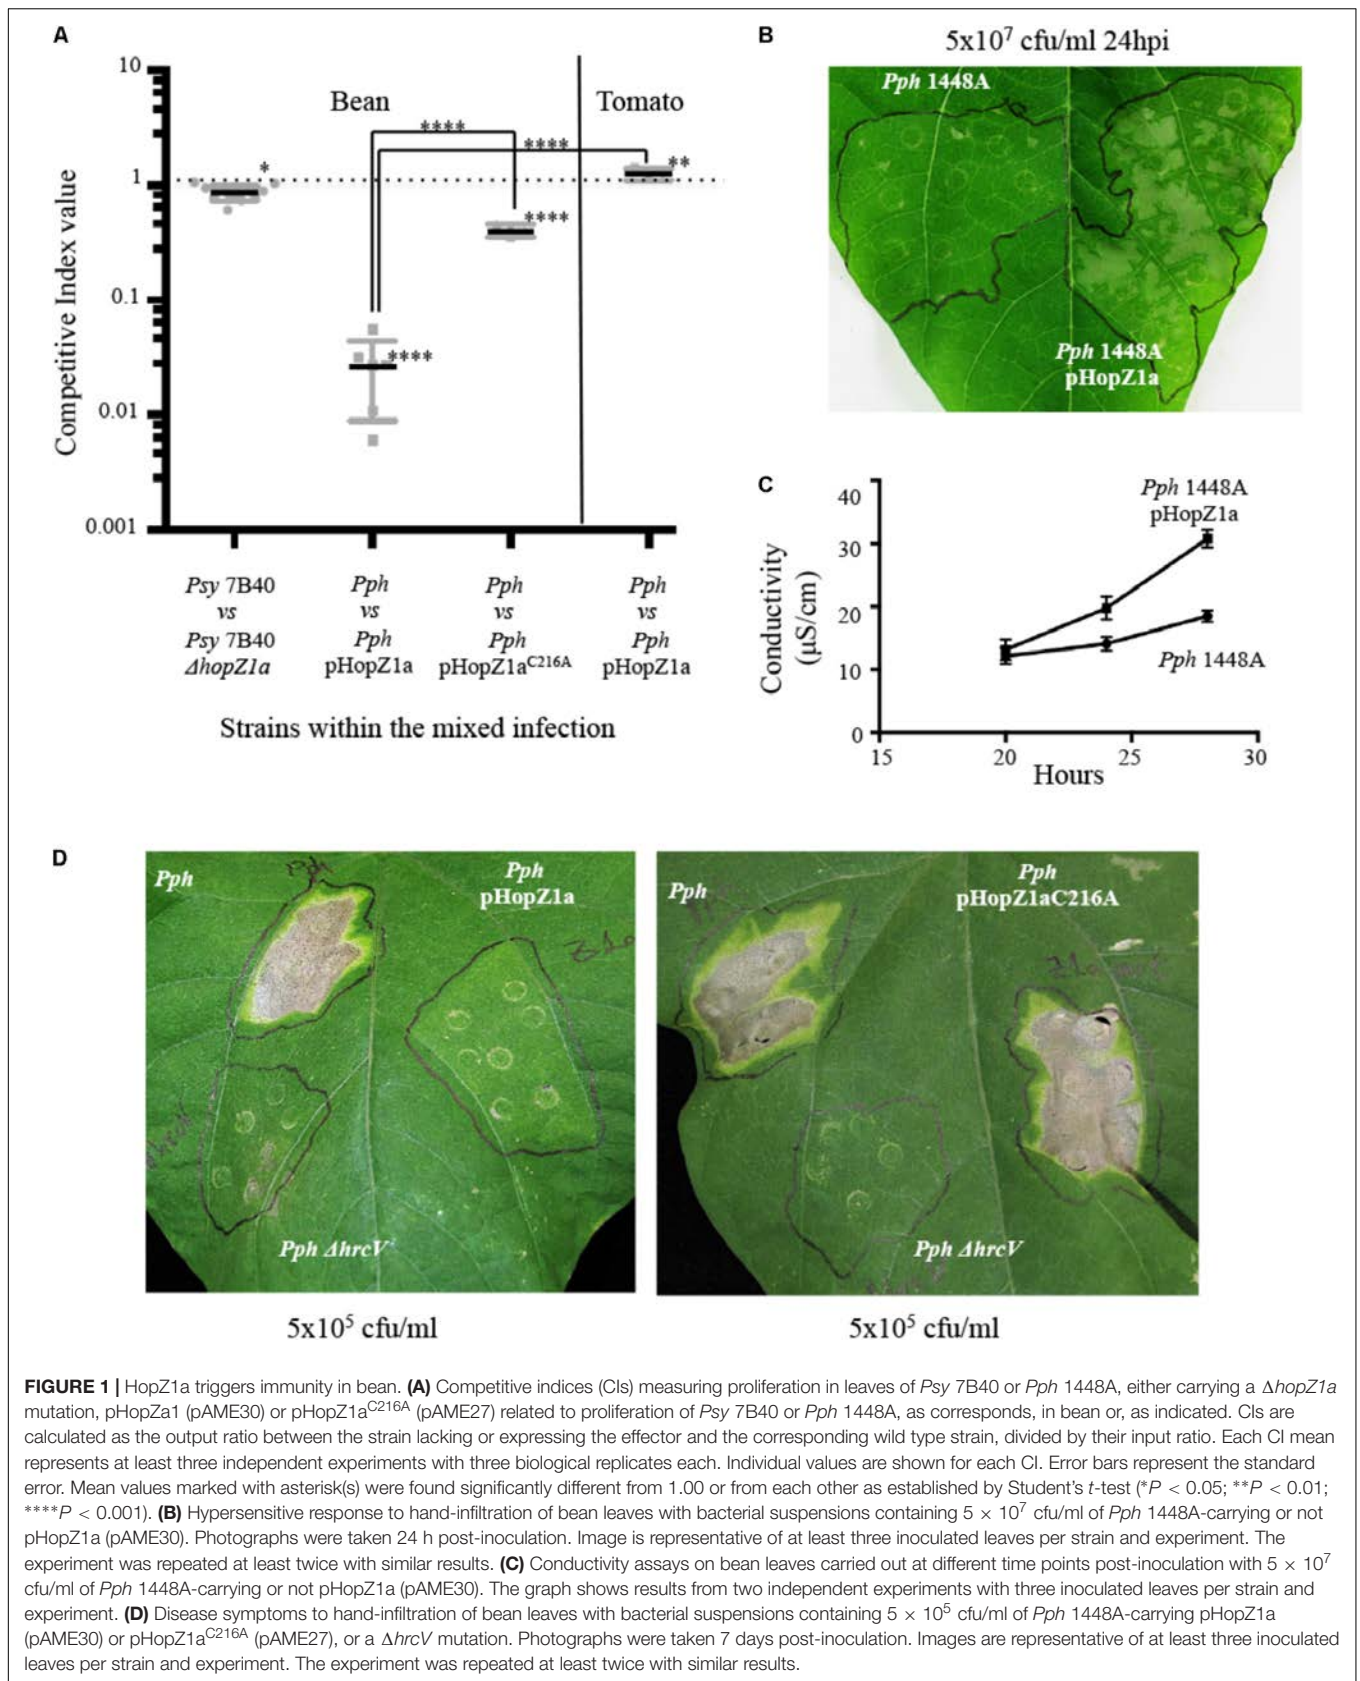 A
10
1
0.1
0.01
0.001
Competitive Index value
Bean
Tomato
****
****
*
**
****
****
Psy 7B40
vs
Psy 7B40
ΔhopZ1a
Pph
vs
Pph
pHopZ1a
Pph
vs
Pph
pHopZ1aC216A
Pph
vs
Pph
pHopZ1a
Strains within the mixed infection
B
5x10⁷ cfu/ml 24hpi
Pph 1448A
Pph 1448A
pHopZ1a
C
40
30
20
10
0
Conductivity
(µS/cm)
Pph 1448A
pHopZ1a
Pph 1448A
15
20
25
30
Hours
D
Pph
Pph
Pph
pHopZ1a
Z1a
Pph ΔhrcV
5x10⁵ cfu/ml
Pph
Pph
pHopZ1aC216A
Pph ΔhrcV
5x10⁵ cfu/ml
FIGURE 1 | HopZ1a triggers immunity in bean. (A) Competitive indices (CIs) measuring proliferation in leaves of Psy 7B40 or Pph 1448A, either carrying a ΔhopZ1a
mutation, pHopZa1 (pAME30) or pHopZ1aC216A (pAME27) related to proliferation of Psy 7B40 or Pph 1448A, as corresponds, in bean or, as indicated. CIs are
calculated as the output ratio between the strain lacking or expressing the effector and the corresponding wild type strain, divided by their input ratio. Each CI mean
represents at least three independent experiments with three biological replicates each. Individual values are shown for each CI. Error bars represent the standard
error. Mean values marked with asterisk(s) were found significantly different from 1.00 or from each other as established by Student's t-test (*P < 0.05; **P < 0.01;
****P < 0.001). (B) Hypersensitive response to hand-infiltration of bean leaves with bacterial suspensions containing 5 × 10⁷ cfu/ml of Pph 1448A-carrying or not
pHopZ1a (pAME30). Photographs were taken 24 h post-inoculation. Image is representative of at least three inoculated leaves per strain and experiment. The
experiment was repeated at least twice with similar results. (C) Conductivity assays on bean leaves carried out at different time points post-inoculation with 5 × 10⁷
cfu/ml of Pph 1448A-carrying or not pHopZ1a (pAME30). The graph shows results from two independent experiments with three inoculated leaves per strain and
experiment. (D) Disease symptoms to hand-infiltration of bean leaves with bacterial suspensions containing 5 × 10⁵ cfu/ml of Pph 1448A-carrying pHopZ1a
(pAME30) or pHopZ1aC216A (pAME27), or a ΔhrcV mutation. Photographs were taken 7 days post-inoculation. Images are representative of at least three inoculated
leaves per strain and experiment. The experiment was repeated at least twice with similar results.